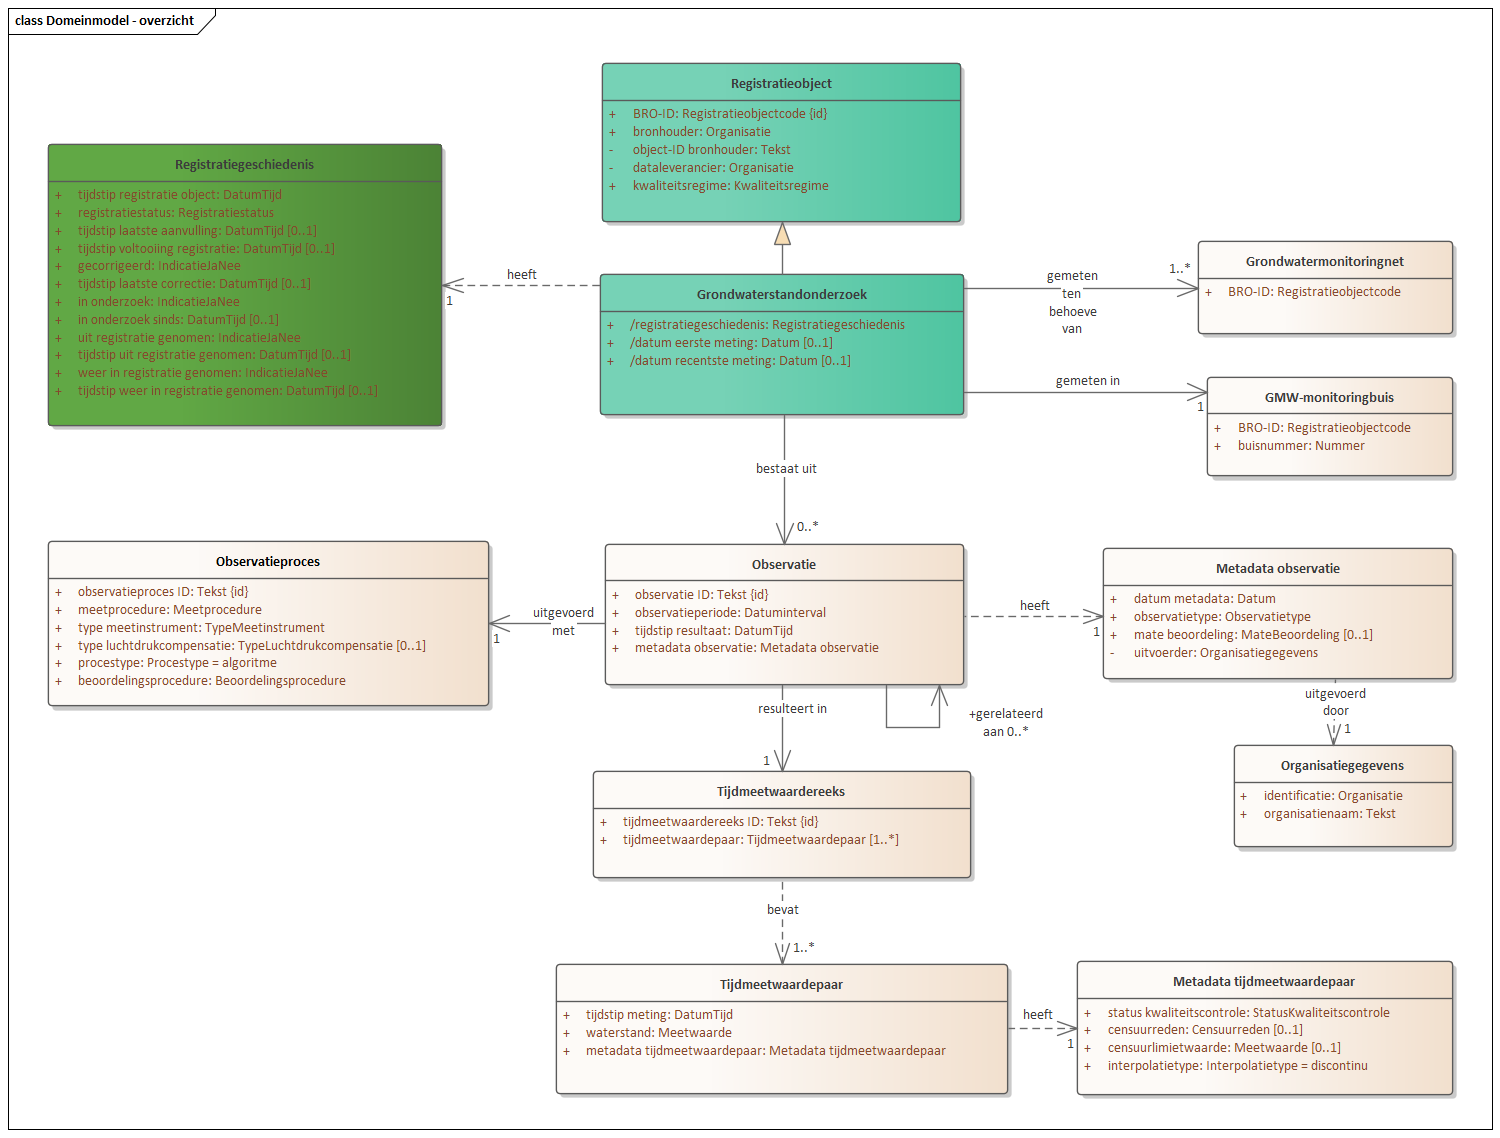 class Domeinmodel - overzicht
Registratieobject
+ BRO-ID: Registratieobjectcode {id}
+ bronhouder: Organisatie
- object-ID bronhouder: Tekst
- dataleverancier: Organisatie
+ kwaliteitsregime: Kwaliteitsregime
Registratiegeschiedenis
+ tijdstip registratie object: DatumTijd
+ registratiestatus: Registratiestatus
+ tijdstip laatste aanvulling: DatumTijd [0..1]
+ tijdstip voltooiing registratie: DatumTijd [0..1]
+ gecorrigeerd: IndicatieJaNee
+ tijdstip laatste correctie: DatumTijd [0..1]
+ in onderzoek: IndicatieJaNee
+ in onderzoek sinds: DatumTijd [0..1]
+ uit registratie genomen: IndicatieJaNee
+ tijdstip uit registratie genomen: DatumTijd [0..1]
+ weer in registratie genomen: IndicatieJaNee
+ tijdstip weer in registratie genomen: DatumTijd [0..1]
heeft
1
Grondwaterstandonderzoek
+ /registratiegeschiedenis: Registratiegeschiedenis
+ /datum eerste meting: Datum [0..1]
+ /datum recentste meting: Datum [0..1]
gemeten
ten
behoeve
van
1..*
Grondwatermonitoringnet
+ BRO-ID: Registratieobjectcode
gemeten in
1
GMW-monitoringbuis
+ BRO-ID: Registratieobjectcode
+ buisnummer: Nummer
bestaat uit
0..*
Observatieproces
+ observatieproces ID: Tekst {id}
+ meetprocedure: Meetprocedure
+ type meetinstrument: TypeMeetinstrument
+ type luchtdrukcompensatie: TypeLuchtdrukcompensatie [0..1]
+ procestype: Procestype = algoritme
+ beoordelingsprocedure: Beoordelingsprocedure
uitgevoerd
met
1
Observatie
+ observatie ID: Tekst {id}
+ observatieperiode: Datuminterval
+ tijdstip resultaat: DatumTijd
+ metadata observatie: Metadata observatie
heeft
1
Metadata observatie
+ datum metadata: Datum
+ observatietype: Observatietype
+ mate beoordeling: MateBeoordeling [0..1]
- uitvoerder: Organisatiegegevens
resulteert in
1
+gerelateerd
aan 0..*
uitgevoerd
door
1
Organisatiegegevens
+ identificatie: Organisatie
+ organisatienaam: Tekst
Tijdmeetwaardereeks
+ tijdmeetwaardereeks ID: Tekst {id}
+ tijdmeetwaardepaar: Tijdmeetwaardepaar [1..*]
bevat
1..*
Tijdmeetwaardepaar
+ tijdstip meting: DatumTijd
+ waterstand: Meetwaarde
+ metadata tijdmeetwaardepaar: Metadata tijdmeetwaardepaar
heeft
1
Metadata tijdmeetwaardepaar
+ status kwaliteitscontrole: StatusKwaliteitscontrole
+ censuurreden: Censuurreden [0..1]
+ censuurlimietwaarde: Meetwaarde [0..1]
+ interpolatietype: Interpolatietype = discontinu